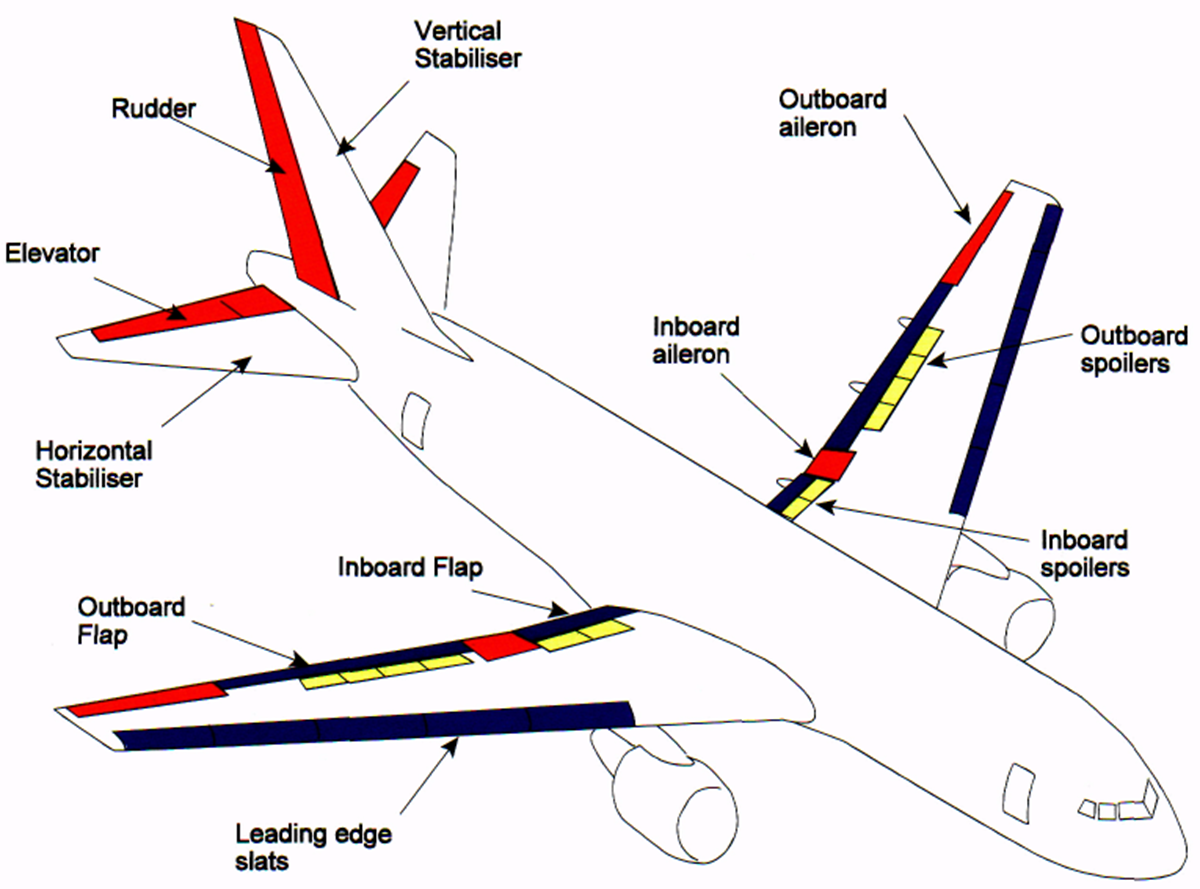 Vertical
Stabiliser
Rudder
Outboard
aileron
Elevator
Inboard
aileron
Outboard
spoilers
Horizontal
Stabiliser
Inboard
spoilers
Inboard Flap
Outboard
Flap
Leading edge
slats